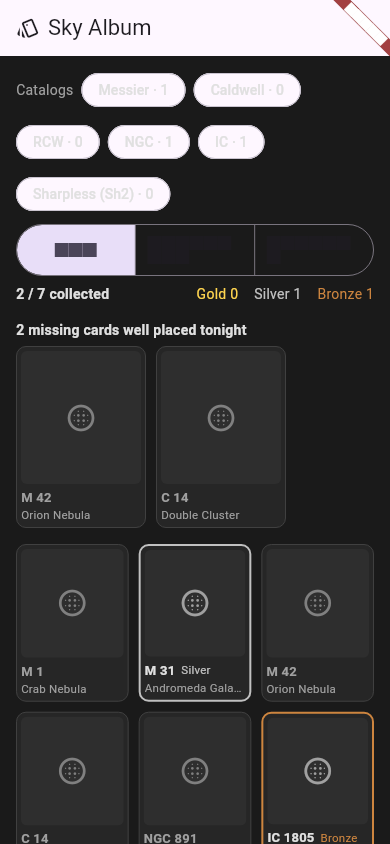 Sky Album
Catalogs Messier · 1 Caldwell · 0
RCW · 0 NGC · 1 IC · 1
Sharpless (Sh2) · 0
2 / 7 collected Gold 0 Silver 1 Bronze 1
2 missing cards well placed tonight
M 42 C 14
Orion Nebula Double Cluster
M 1 M 31 Silver M 42
Crab Nebula Andromeda Gala… Orion Nebula
C 14 NGC 891 IC 1805 Bronze